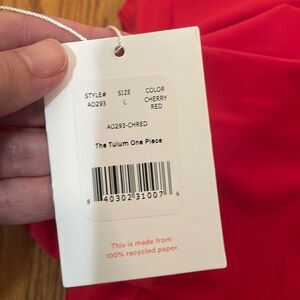 STYLE# SIZE COLOR
AO293 L CHERRY
RED
AO293-CHRED
The Tulum One Piece
8 40302 31007 6
This is made from
100% recycled paper.